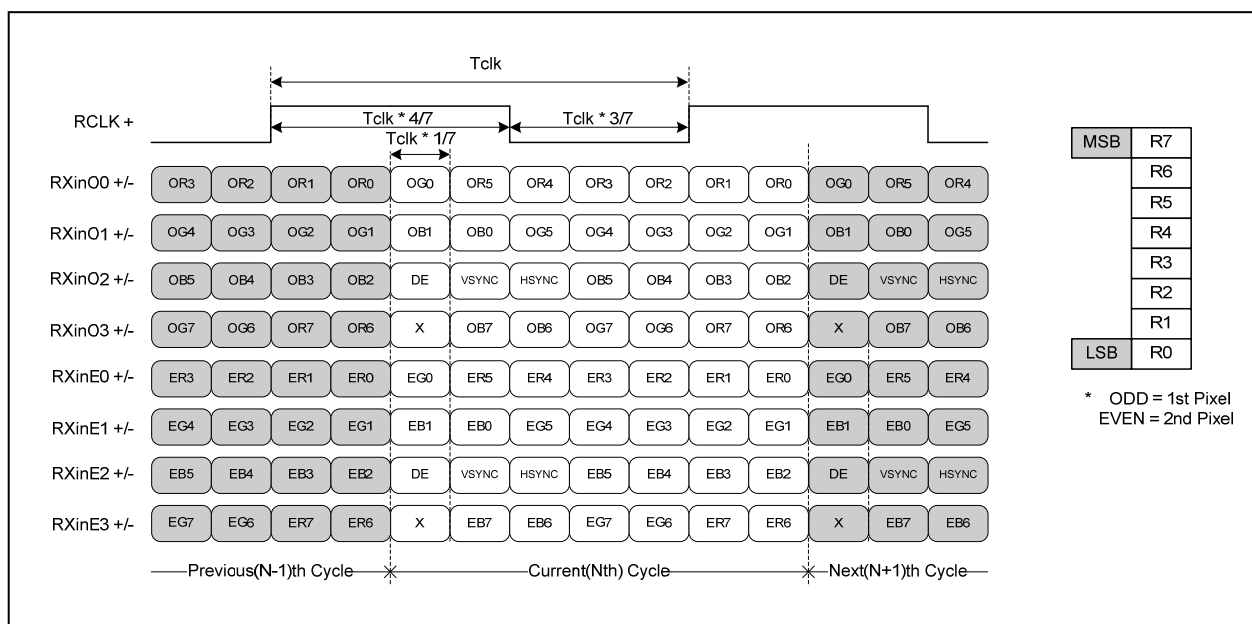 Tclk
RCLK +
Tclk * 4/7
Tclk * 3/7
Tclk * 1/7
RXinO0 +/- OR3 OR2 OR1 OR0 OG0 OR5 OR4 OR3 OR2 OR1 OR0 OG0 OR5 OR4
RXinO1 +/- OG4 OG3 OG2 OG1 OB1 OB0 OG5 OG4 OG3 OG2 OG1 OB1 OB0 OG5
RXinO2 +/- OB5 OB4 OB3 OB2 DE VSYNC HSYNC OB5 OB4 OB3 OB2 DE VSYNC HSYNC
RXinO3 +/- OG7 OG6 OR7 OR6 X OB7 OB6 OG7 OG6 OR7 OR6 X OB7 OB6
RXinE0 +/- ER3 ER2 ER1 ER0 EG0 ER5 ER4 ER3 ER2 ER1 ER0 EG0 ER5 ER4
RXinE1 +/- EG4 EG3 EG2 EG1 EB1 EB0 EG5 EG4 EG3 EG2 EG1 EB1 EB0 EG5
RXinE2 +/- EB5 EB4 EB3 EB2 DE VSYNC HSYNC EB5 EB4 EB3 EB2 DE VSYNC HSYNC
RXinE3 +/- EG7 EG6 ER7 ER6 X EB7 EB6 EG7 EG6 ER7 ER6 X EB7 EB6
Previous(N-1)th Cycle Current(Nth) Cycle Next(N+1)th Cycle
MSB R7
R6
R5
R4
R3
R2
R1
LSB R0
* ODD = 1st Pixel
EVEN = 2nd Pixel